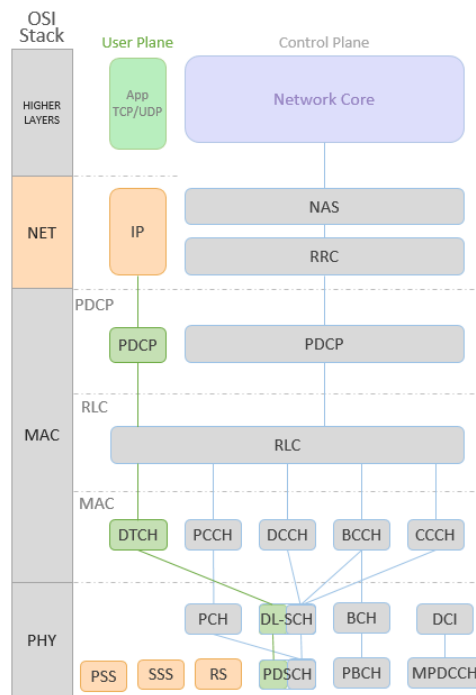 OSI
Stack
User Plane
Control Plane
HIGHER
LAYERS
App
TCP/UDP
Network Core
NET
IP
NAS
RRC
PDCP
PDCP
PDCP
RLC
MAC
RLC
MAC
DTCH
PCCH
DCCH
BCCH
CCCH
PHY
PCH
DL-SCH
BCH
DCI
PSS
SSS
RS
PDSCH
PBCH
MPDCCH